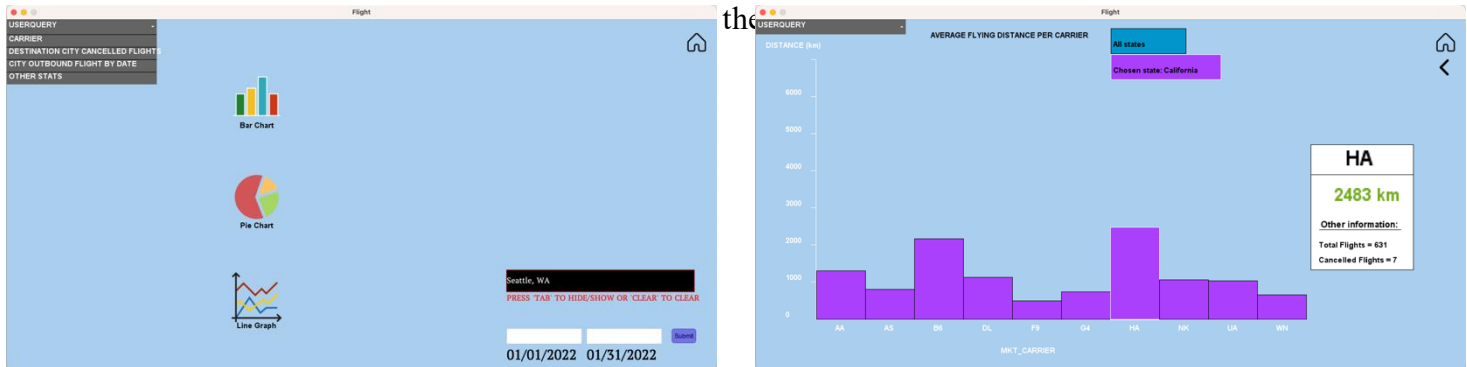 Flight
USERQUERY
CARRIER
DESTINATION CITY CANCELLED FLIGHTS
CITY OUTBOUND FLIGHT BY DATE
OTHER STATS
Bar Chart
Pie Chart
Line Graph
Seattle, WA
PRESS 'TAB' TO HIDE/SHOW OR 'CLEAR' TO CLEAR
Submit
01/01/2022 01/31/2022
the
Flight
USERQUERY
AVERAGE FLYING DISTANCE PER CARRIER
All states
DISTANCE (km)
Chosen state: California
6000
5000
4000
3000
2000
1000
0
HA
2483 km
Other information:
Total Flights = 631
Cancelled Flights = 7
AA AS B6 DL F9 G4 HA NK UA WN
MKT_CARRIER